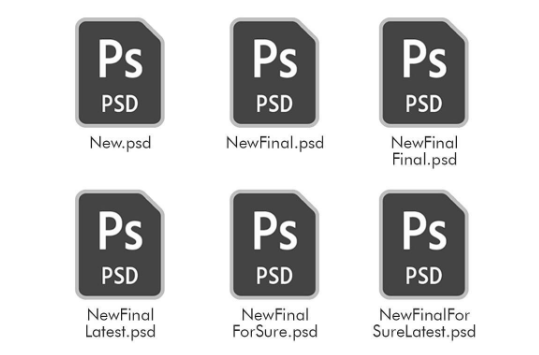 Ps
PSD
New.psd
Ps
PSD
NewFinal.psd
Ps
PSD
NewFinal
Final.psd
Ps
PSD
NewFinal
Latest.psd
Ps
PSD
NewFinal
ForSure.psd
Ps
PSD
NewFinalFor
SureLatest.psd